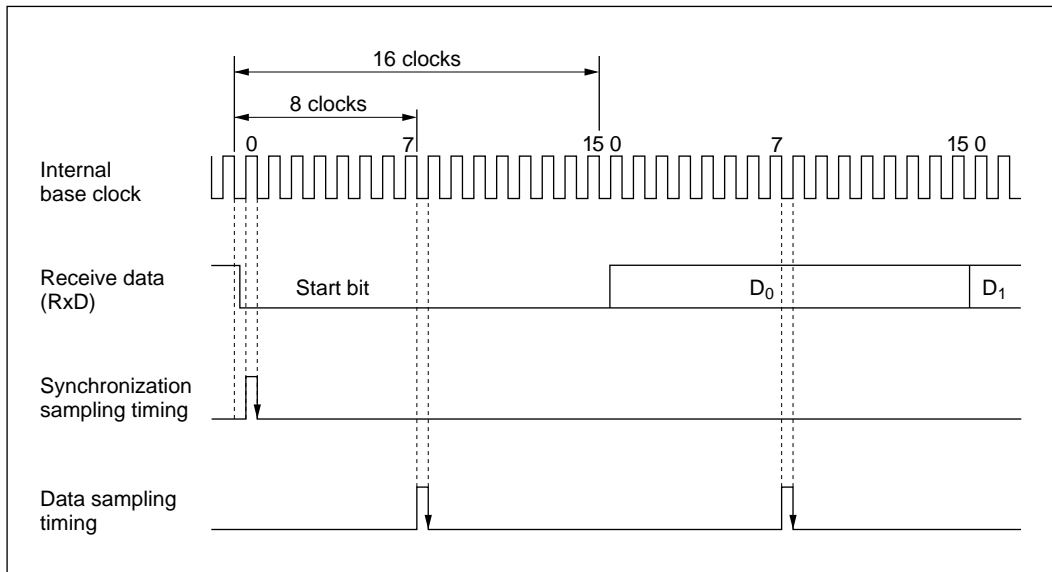 16 clocks
8 clocks
0 7 15 0 7 15 0
Internal
base clock
Receive data
(RxD)
Start bit D0 D1
Synchronization
sampling timing
Data sampling
timing